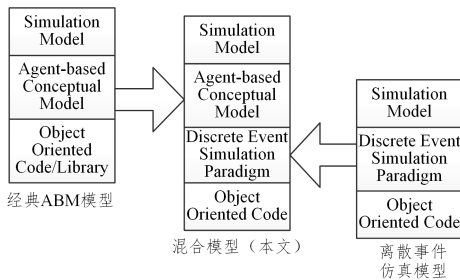 Simulation
Model
Agent-based
Conceptual
Model
Object
Oriented
Code/Library
经典ABM模型
Simulation
Model
Agent-based
Conceptual
Model
Discrete Event
Simulation
Paradigm
Object
Oriented Code
混合模型（本文）
Simulation
Model
Discrete Event
Simulation
Paradigm
Object
Oriented Code
离散事件
仿真模型